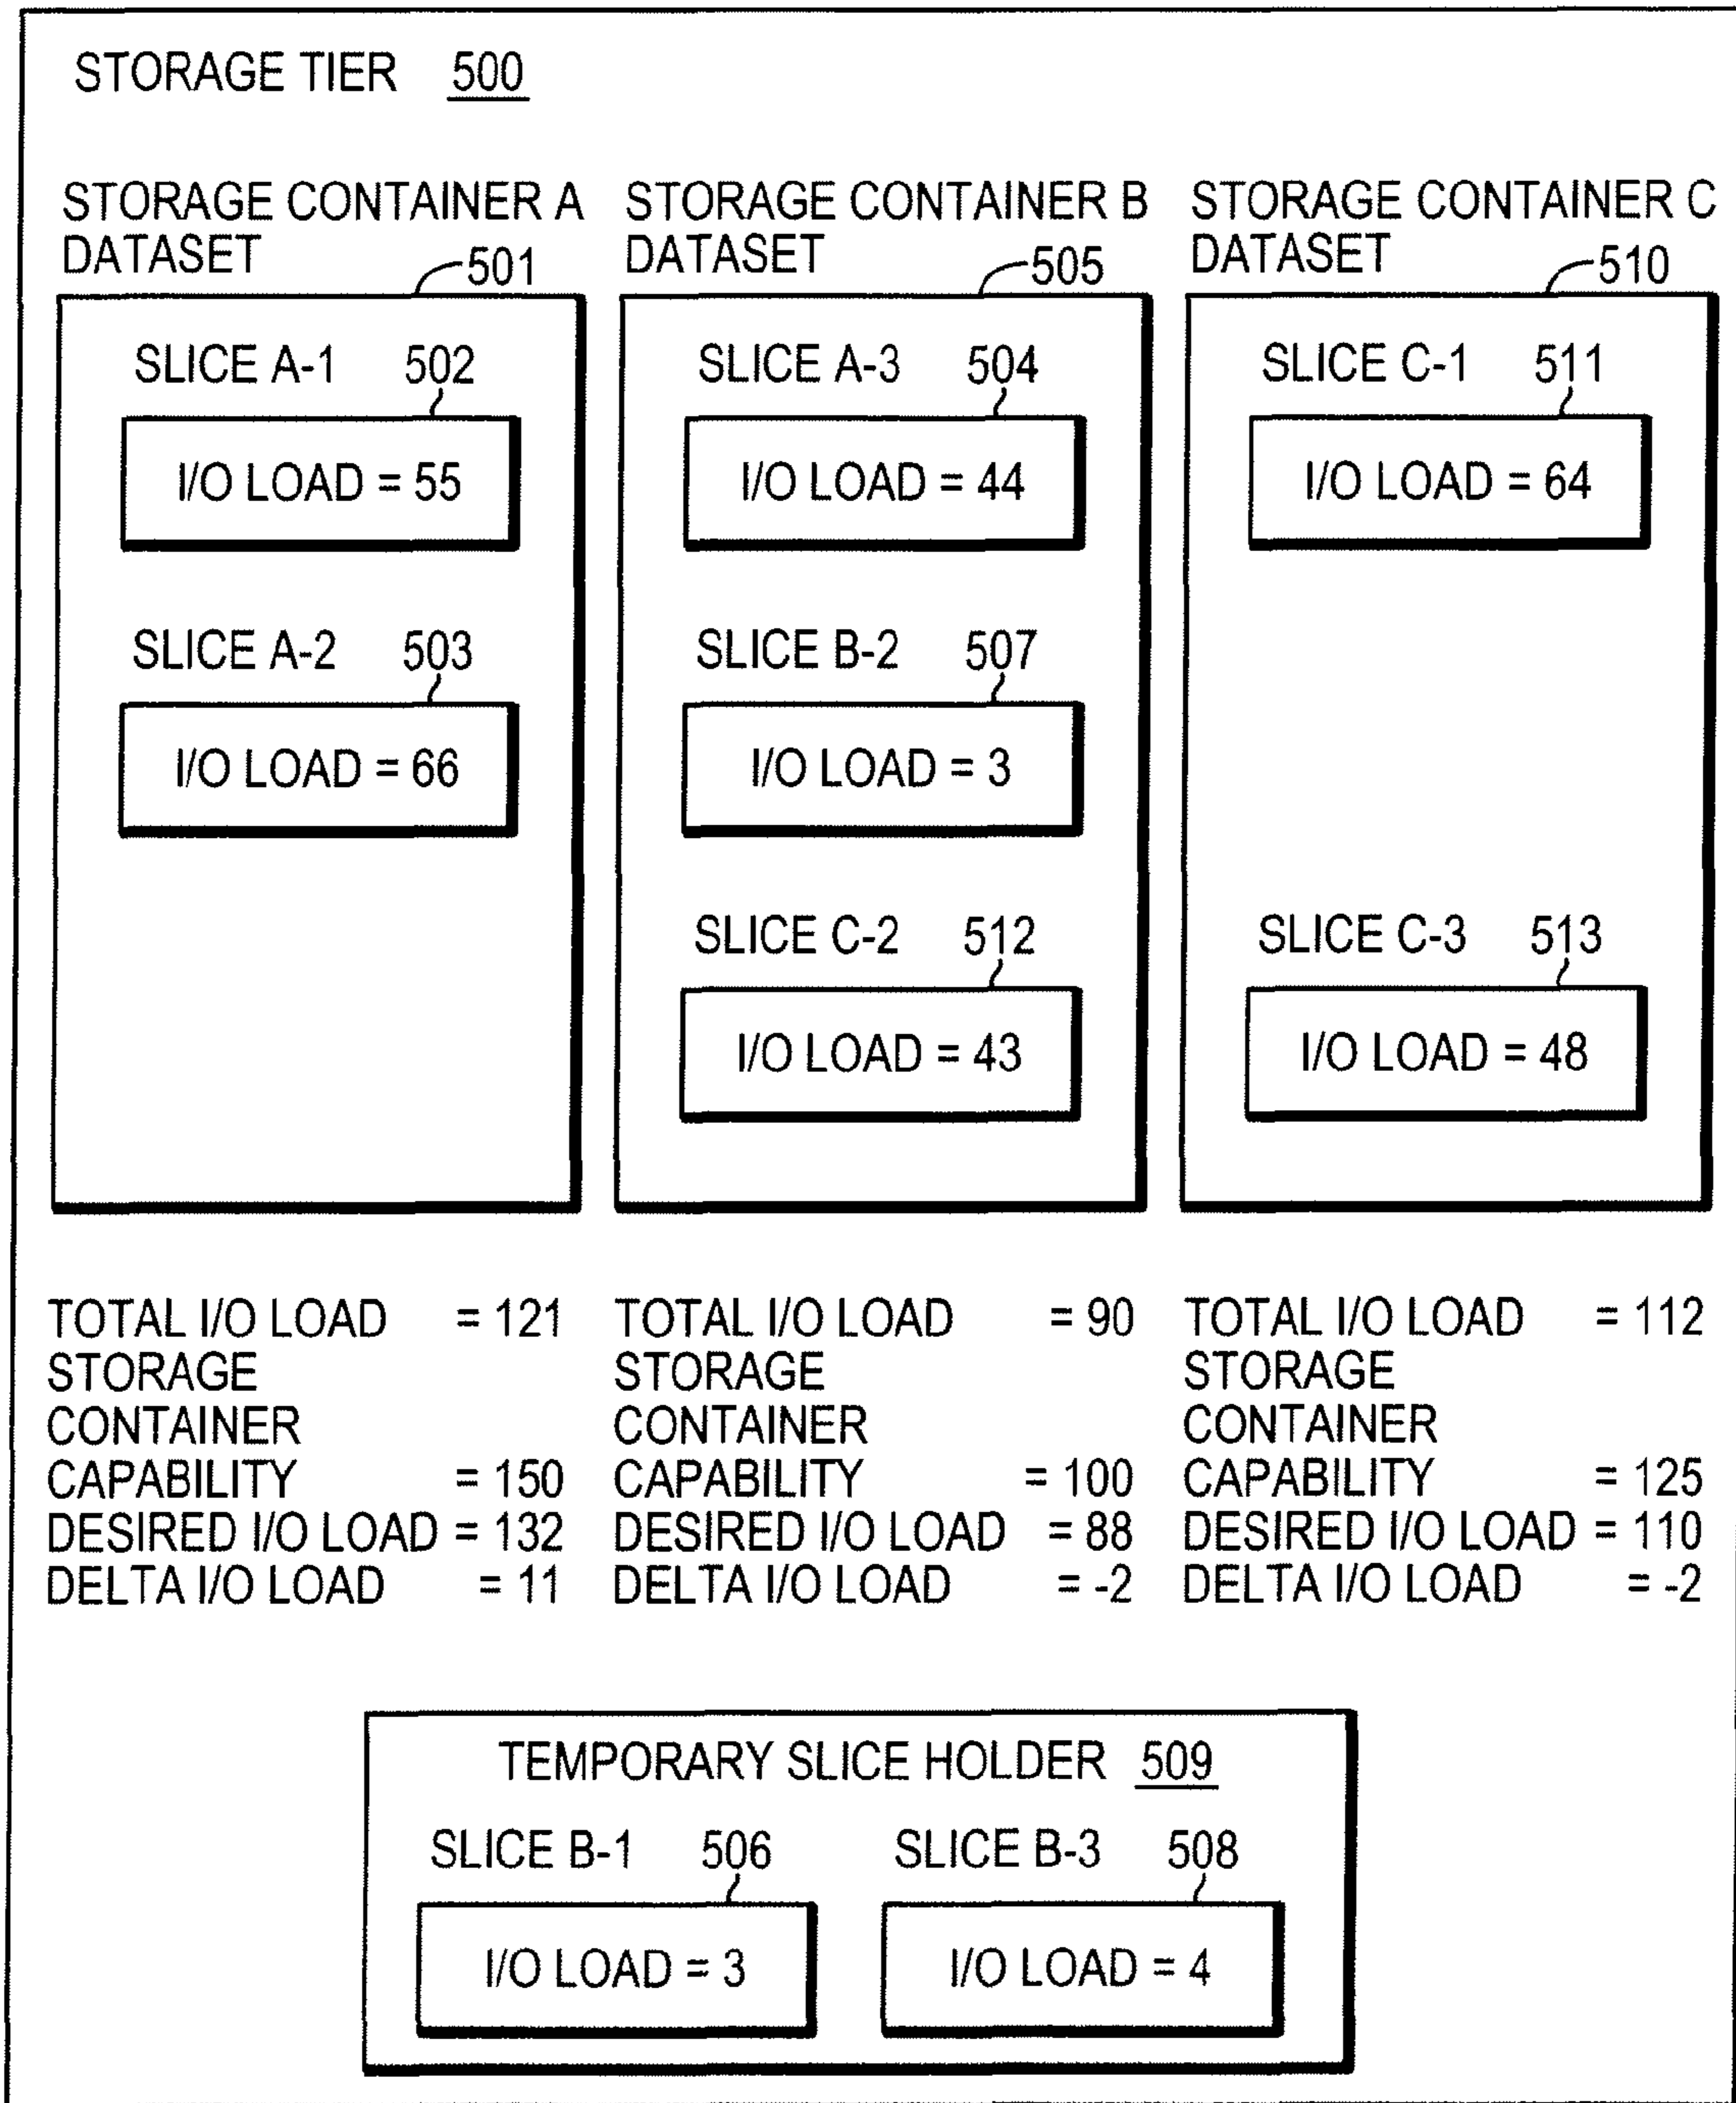 STORAGE TIER 500
STORAGE CONTAINER A
DATASET
501
SLICE A-1 502
I/O LOAD = 55
SLICE A-2 503
I/O LOAD = 66
STORAGE CONTAINER B
DATASET
505
SLICE A-3 504
I/O LOAD = 44
SLICE B-2 507
I/O LOAD = 3
SLICE C-2 512
I/O LOAD = 43
STORAGE CONTAINER C
DATASET
510
SLICE C-1 511
I/O LOAD = 64
SLICE C-3 513
I/O LOAD = 48
TOTAL I/O LOAD = 121
STORAGE
CONTAINER
CAPABILITY = 150
DESIRED I/O LOAD = 132
DELTA I/O LOAD = 11
TOTAL I/O LOAD = 90
STORAGE
CONTAINER
CAPABILITY = 100
DESIRED I/O LOAD = 88
DELTA I/O LOAD = -2
TOTAL I/O LOAD = 112
STORAGE
CONTAINER
CAPABILITY = 125
DESIRED I/O LOAD = 110
DELTA I/O LOAD = -2
TEMPORARY SLICE HOLDER 509
SLICE B-1 506
I/O LOAD = 3
SLICE B-3 508
I/O LOAD = 4